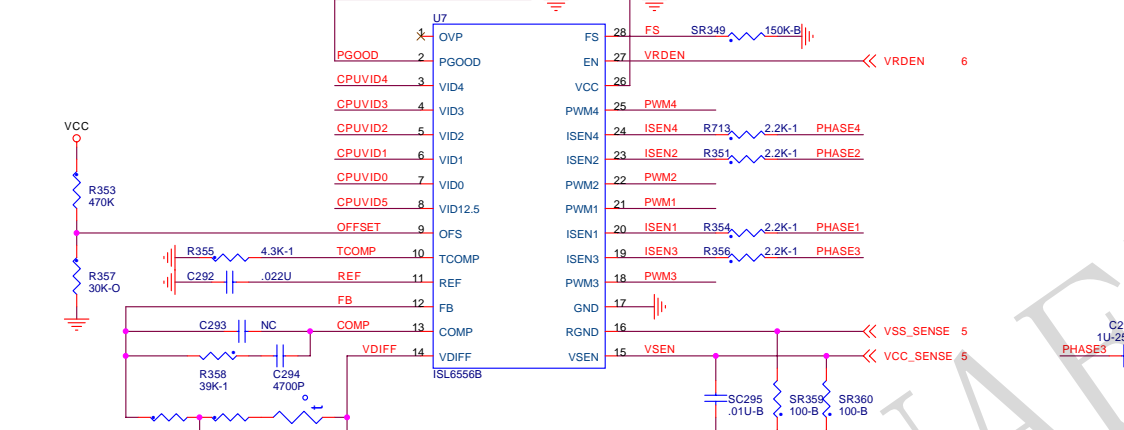 U7
1 OVP FS 28 FS SR349 150K-B
PGOOD 2 PGOOD EN 27 VRDEN VRDEN 6
CPUVID4 3 VID4 VCC 26
CPUVID3 4 VID3 PWM4 25 PWM4
CPUVID2 5 VID2 ISEN4 24 ISEN4 R713 2.2K-1 PHASE4
CPUVID1 6 VID1 ISEN2 23 ISEN2 R351 2.2K-1 PHASE2
CPUVID0 7 VID0 PWM2 22 PWM2
CPUVID5 8 VID12.5 PWM1 21 PWM1
OFFSET 9 OFS ISEN1 20 ISEN1 R354 2.2K-1 PHASE1
R355 4.3K-1 TCOMP 10 TCOMP ISEN3 19 ISEN3 R356 2.2K-1 PHASE3
C292 .022U REF 11 REF PWM3 18 PWM3
FB 12 FB GND 17
C293 NC COMP 13 COMP RGND 16 VSS_SENSE 5
VDIFF 14 VDIFF VSEN 15 VSEN VCC_SENSE 5
ISL6556B
VCC
R353
470K
R357
30K-O
R358
39K-1
C294
4700P
t
SC295
.01U-B
SR359
100-B
SR360
100-B
PHASE3